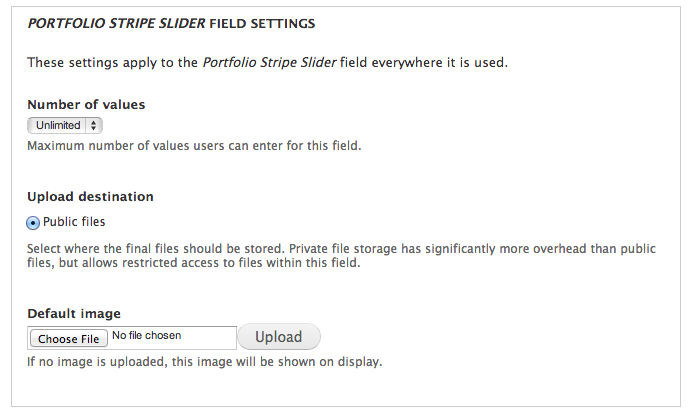 PORTFOLIO STRIPE SLIDER FIELD SETTINGS
These settings apply to the Portfolio Stripe Slider field everywhere it is used.
Number of values
Unlimited
Maximum number of values users can enter for this field.
Upload destination
Public files
Select where the final files should be stored. Private file storage has significantly more overhead than public
files, but allows restricted access to files within this field.
Default image
Choose File No file chosen Upload
If no image is uploaded, this image will be shown on display.